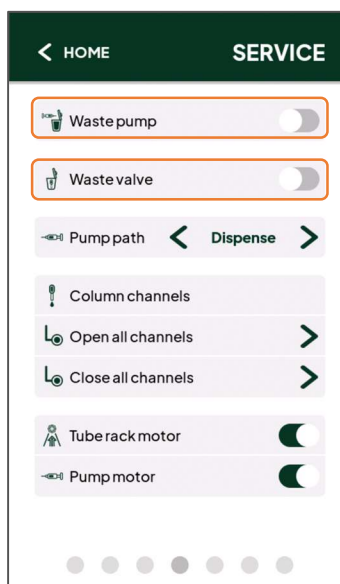 HOME SERVICE
Waste pump
Waste valve
Pump path Dispense
Column channels
Open all channels
Close all channels
Tube rack motor
Pump motor